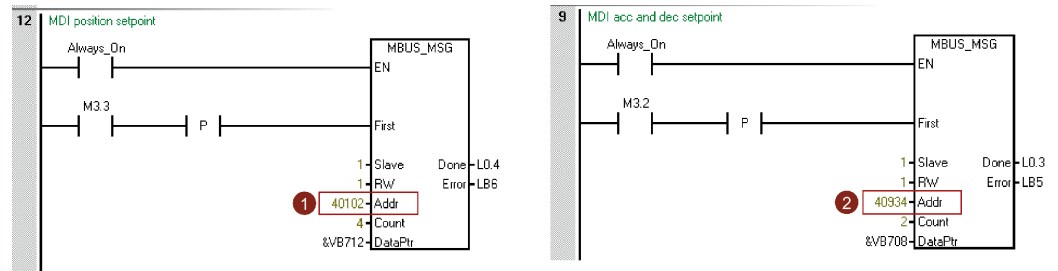 12 MDI position setpoint
Always_On
MBUS_MSG
EN
M3.3
P
First
1 Slave Done L0.4
1 RW Error LB6
1 40102 Addr
4 Count
&VB712 DataPtr
9 MDI acc and dec setpoint
Always_On
MBUS_MSG
EN
M3.2
P
First
1 Slave Done L0.3
1 RW Error LB5
2 40934 Addr
2 Count
&VB708 DataPtr